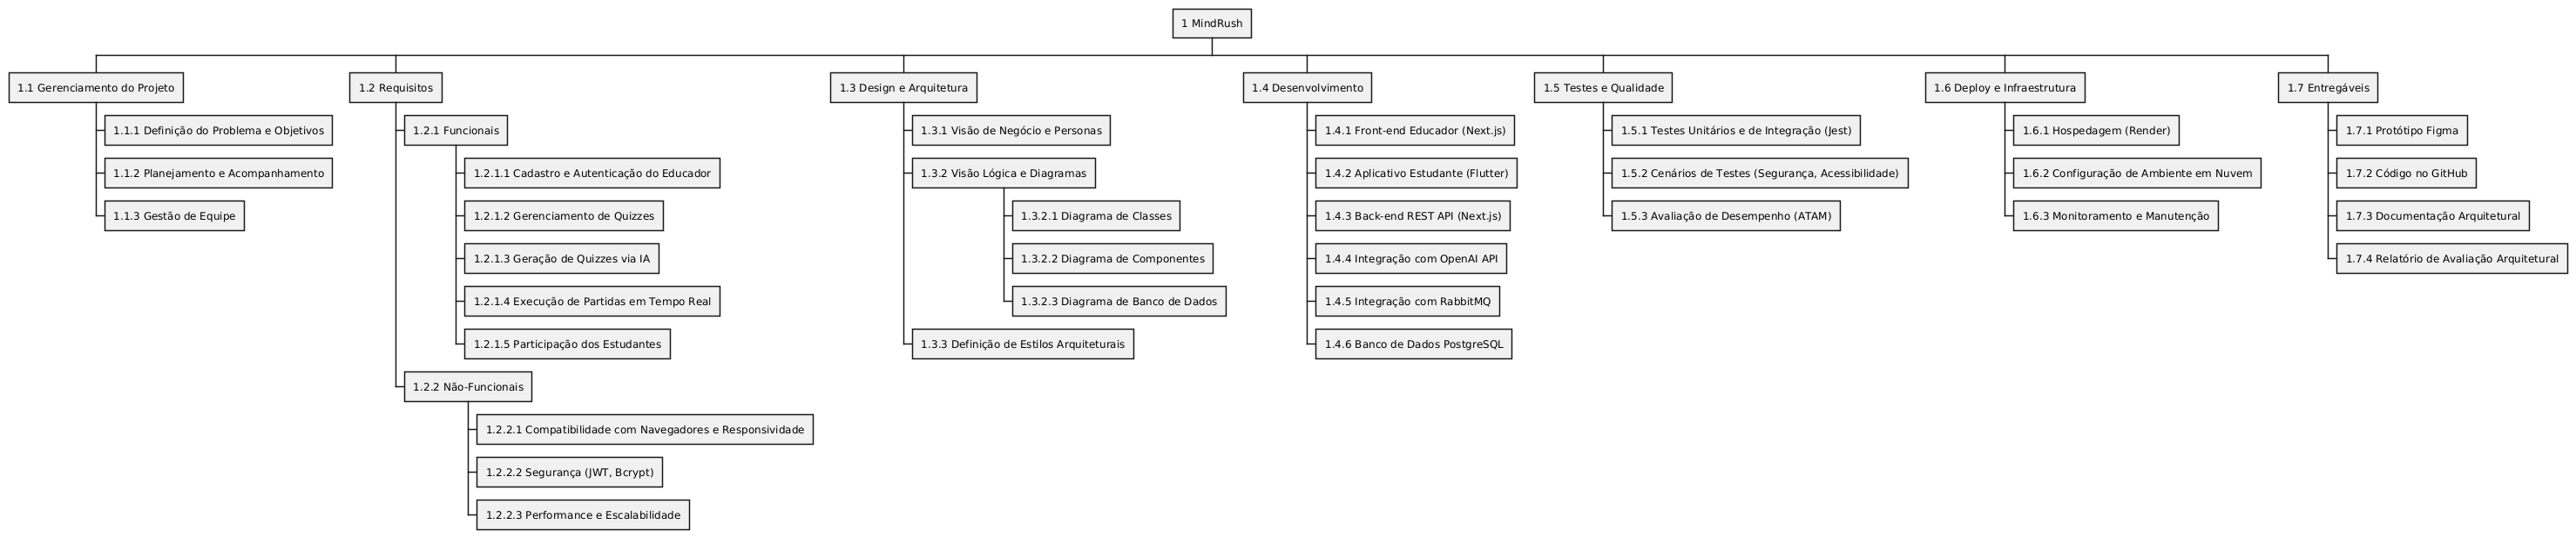 1 MindRush
1.1 Gerenciamento do Projeto
1.1.1 Definição do Problema e Objetivos
1.1.2 Planejamento e Acompanhamento
1.1.3 Gestão de Equipe
1.2 Requisitos
1.2.1 Funcionais
1.2.1.1 Cadastro e Autenticação do Educador
1.2.1.2 Gerenciamento de Quizzes
1.2.1.3 Geração de Quizzes via IA
1.2.1.4 Execução de Partidas em Tempo Real
1.2.1.5 Participação dos Estudantes
1.2.2 Não-Funcionais
1.2.2.1 Compatibilidade com Navegadores e Responsividade
1.2.2.2 Segurança (JWT, Bcrypt)
1.2.2.3 Performance e Escalabilidade
1.3 Design e Arquitetura
1.3.1 Visão de Negócio e Personas
1.3.2 Visão Lógica e Diagramas
1.3.2.1 Diagrama de Classes
1.3.2.2 Diagrama de Componentes
1.3.2.3 Diagrama de Banco de Dados
1.3.3 Definição de Estilos Arquiteturais
1.4 Desenvolvimento
1.4.1 Front-end Educador (Next.js)
1.4.2 Aplicativo Estudante (Flutter)
1.4.3 Back-end REST API (Next.js)
1.4.4 Integração com OpenAI API
1.4.5 Integração com RabbitMQ
1.4.6 Banco de Dados PostgreSQL
1.5 Testes e Qualidade
1.5.1 Testes Unitários e de Integração (Jest)
1.5.2 Cenários de Testes (Segurança, Acessibilidade)
1.5.3 Avaliação de Desempenho (ATAM)
1.6 Deploy e Infraestrutura
1.6.1 Hospedagem (Render)
1.6.2 Configuração de Ambiente em Nuvem
1.6.3 Monitoramento e Manutenção
1.7 Entregáveis
1.7.1 Protótipo Figma
1.7.2 Código no GitHub
1.7.3 Documentação Arquitetural
1.7.4 Relatório de Avaliação Arquitetural